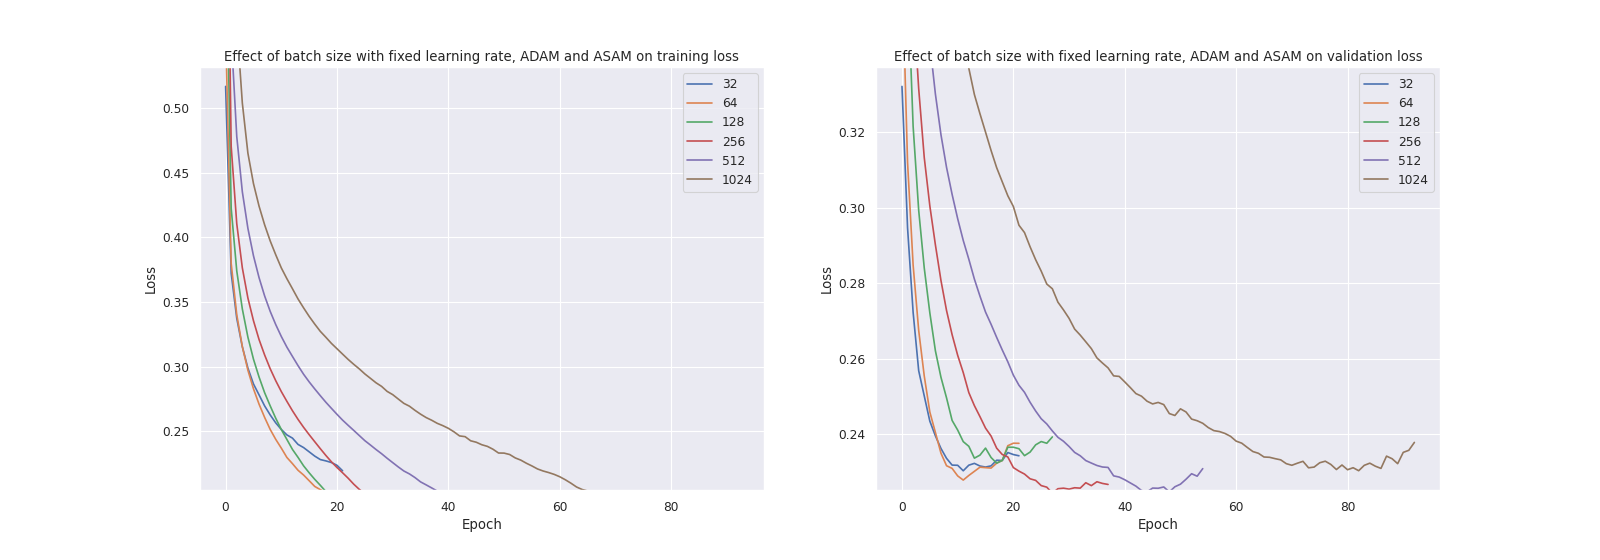 Effect of batch size with fixed learning rate, ADAM and ASAM on training loss
0.50
0.45
0.40
0.35
0.30
0.25
Loss
0 20 40 60 80
Epoch
32
64
128
256
512
1024
Effect of batch size with fixed learning rate, ADAM and ASAM on validation loss
0.32
0.30
0.28
0.26
0.24
Loss
0 20 40 60 80
Epoch
32
64
128
256
512
1024